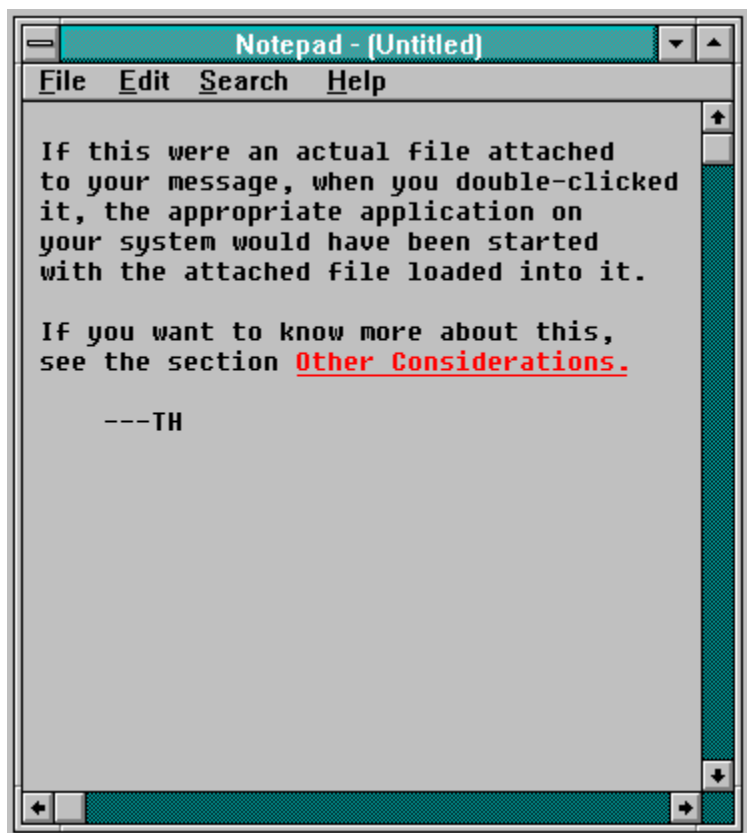 Notepad - (Untitled)
File Edit Search Help
If this were an actual file attached
to your message, when you double-clicked
it, the appropriate application on
your system would have been started
with the attached file loaded into it.
If you want to know more about this,
see the section Other Considerations.
---TH